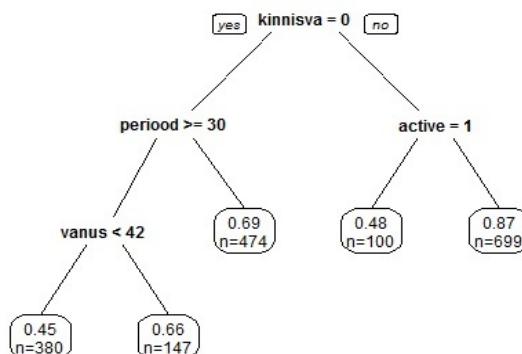 yes kinnisva = 0 no
periood >= 30
active = 1
vanus < 42
0.69
n=474
0.48
n=100
0.87
n=699
0.45
n=380
0.66
n=147